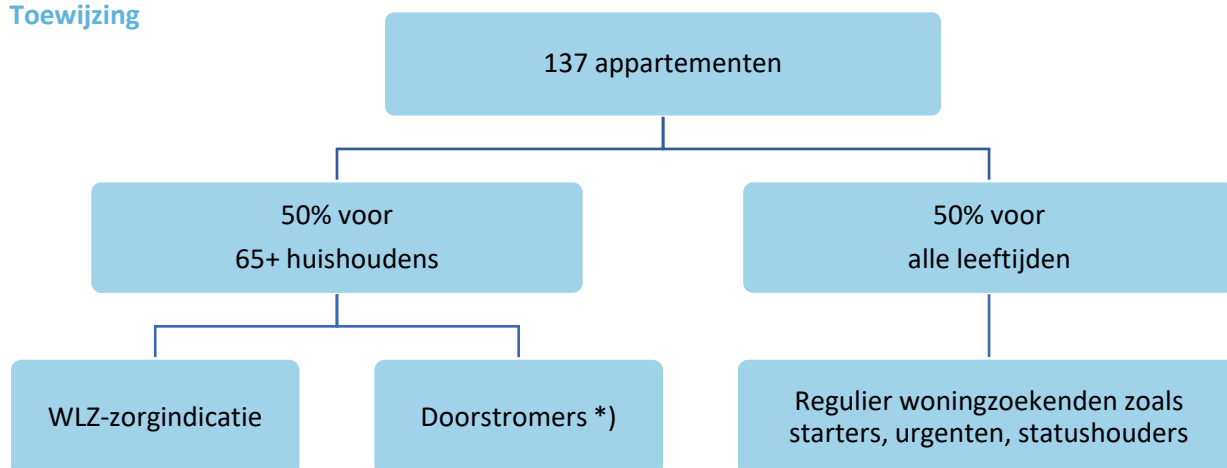 Toewijzing
137 appartementen
50% voor
65+ huishoudens
50% voor
alle leeftijden
WLZ-zorgindicatie
Doorstromers *)
Regulier woningzoekenden zoals
starters, urgenten, statushouders